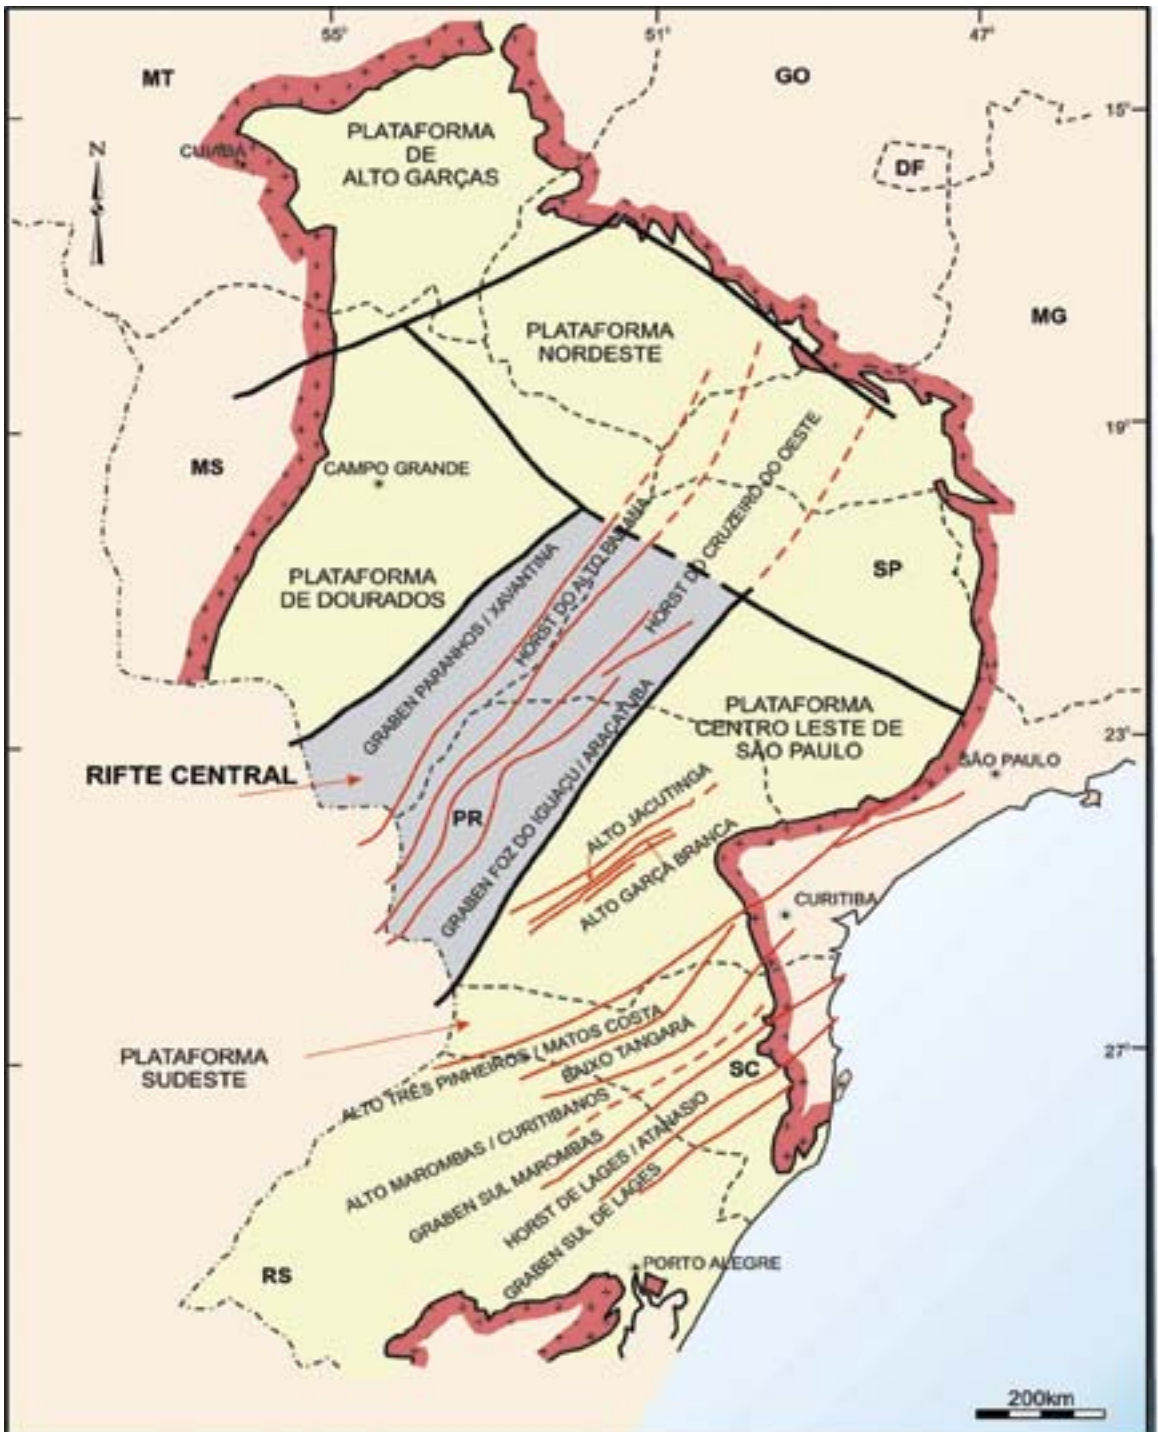 55°
51°
47°
MT
GO
15°
PLATAFORMA
DE
ALTO GARÇAS
CUIABÁ
N
DF
MG
PLATAFORMA
NORDESTE
19°
MS
CAMPO GRANDE
HORST DO CRUZEIRO DO OESTE
HORST DO ALTO PARANA
GRABEN PARANHOS / XAVANTINA
SP
PLATAFORMA
DE DOURADOS
PLATAFORMA
CENTRO LESTE DE
SÃO PAULO
23°
SÃO PAULO
RIFTE CENTRAL
GRABEN FOZ DO IGUAÇU / ARAÇATUBA
PR
ALTO JACUTINGA
ALTO GARÇA BRANCA
CURITIBA
PLATAFORMA
SUDESTE
ALTO TRÊS PINHEIROS / MATOS COSTA
BAIXO TANGARÁ
SC
27°
ALTO MAROMBAS / CURITIBANOS
GRABEN SUL MAROMBAS
HORST DE LAGES / ATANASIO
GRABEN SUL DE LAGES
RS
PORTO ALEGRE
200km